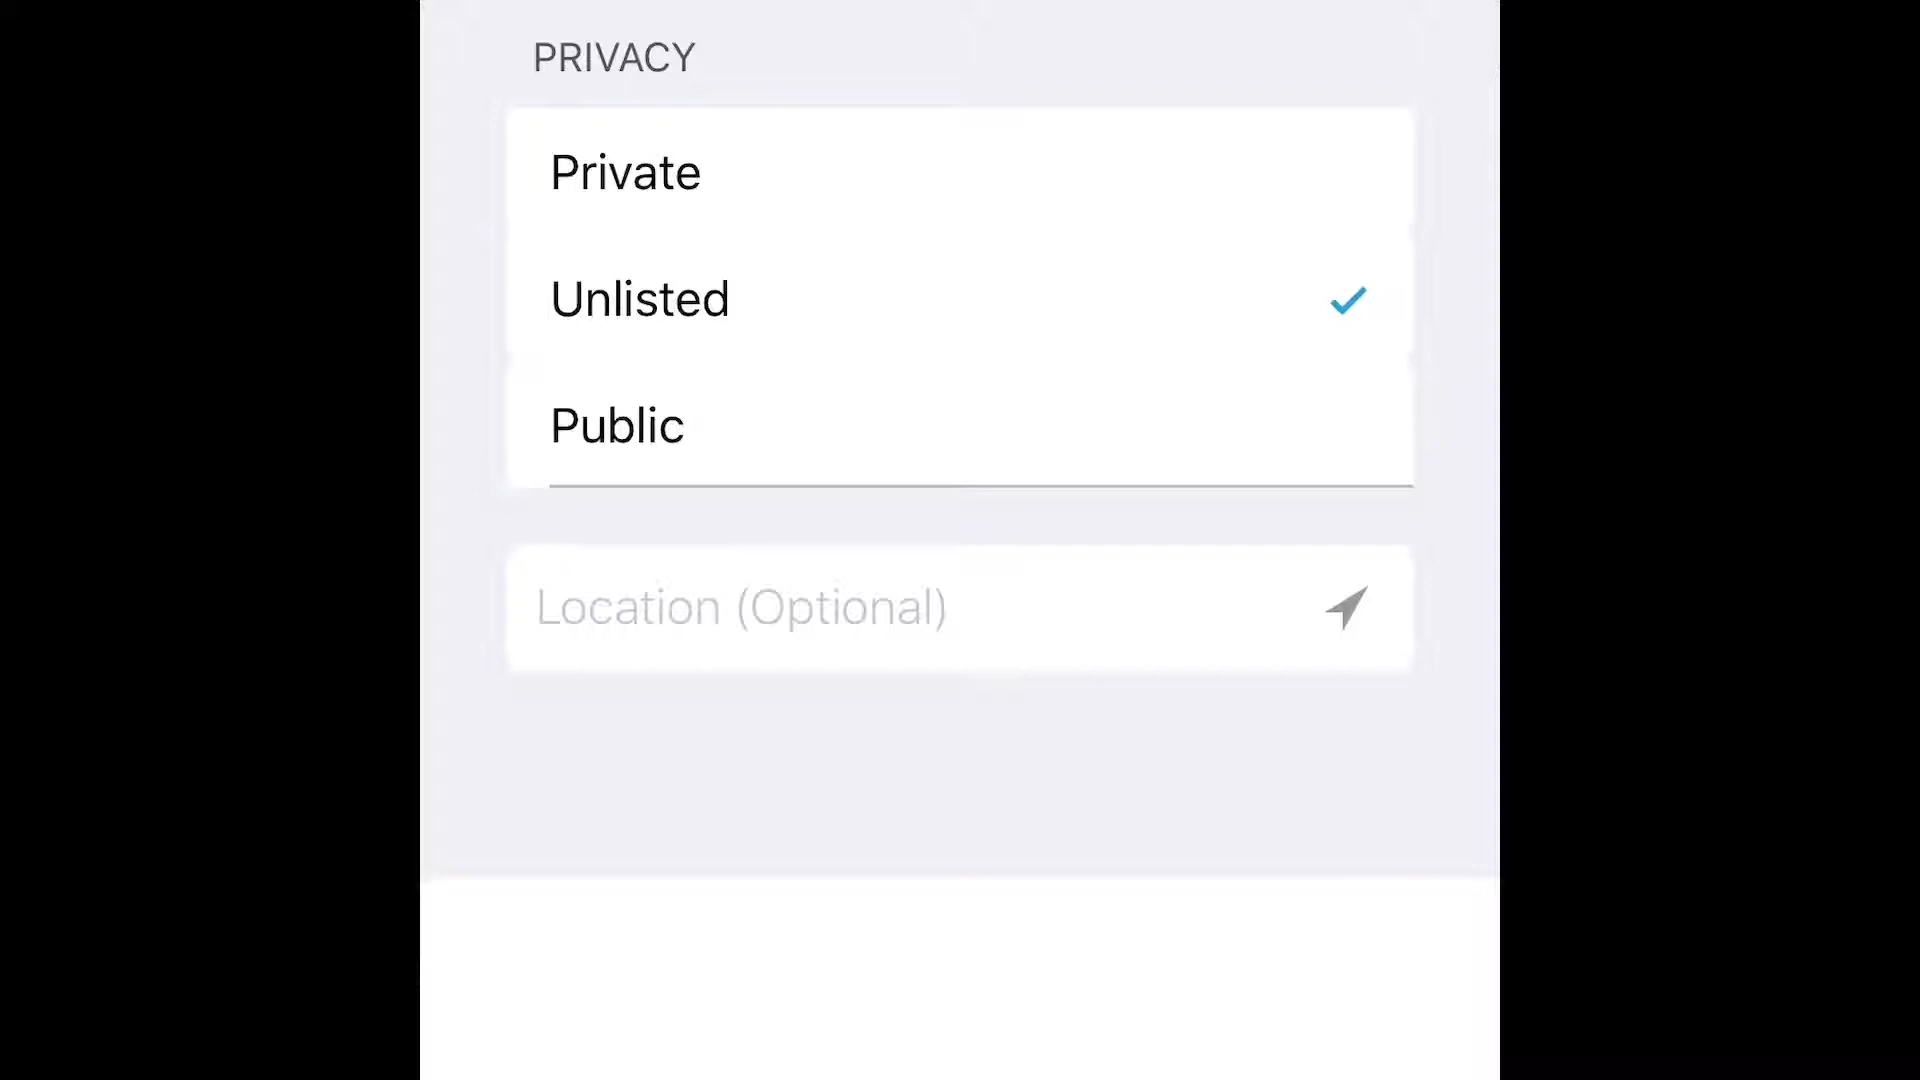 PRIVACY
Private
Unlisted
Public
Location (Optional)